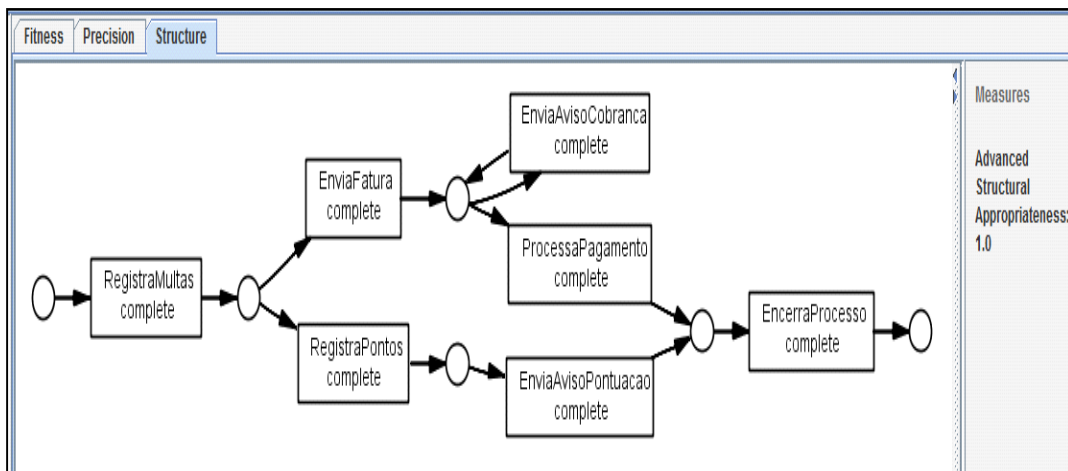 Fitness Precision Structure
EnviaAvisoCobranca
complete
EnviaFatura
complete
RegistraMultas
complete
ProcessaPagamento
complete
RegistraPontos
complete
EnviaAvisoPontuacao
complete
EncerraProcesso
complete
Measures
Advanced
Structural
Appropriateness:
1.0